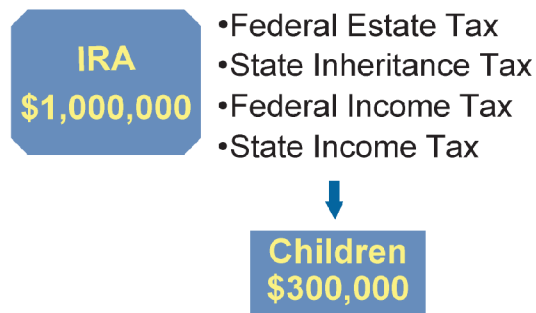 IRA
$1,000,000
•Federal Estate Tax
•State Inheritance Tax
•Federal Income Tax
•State Income Tax
Children
$300,000